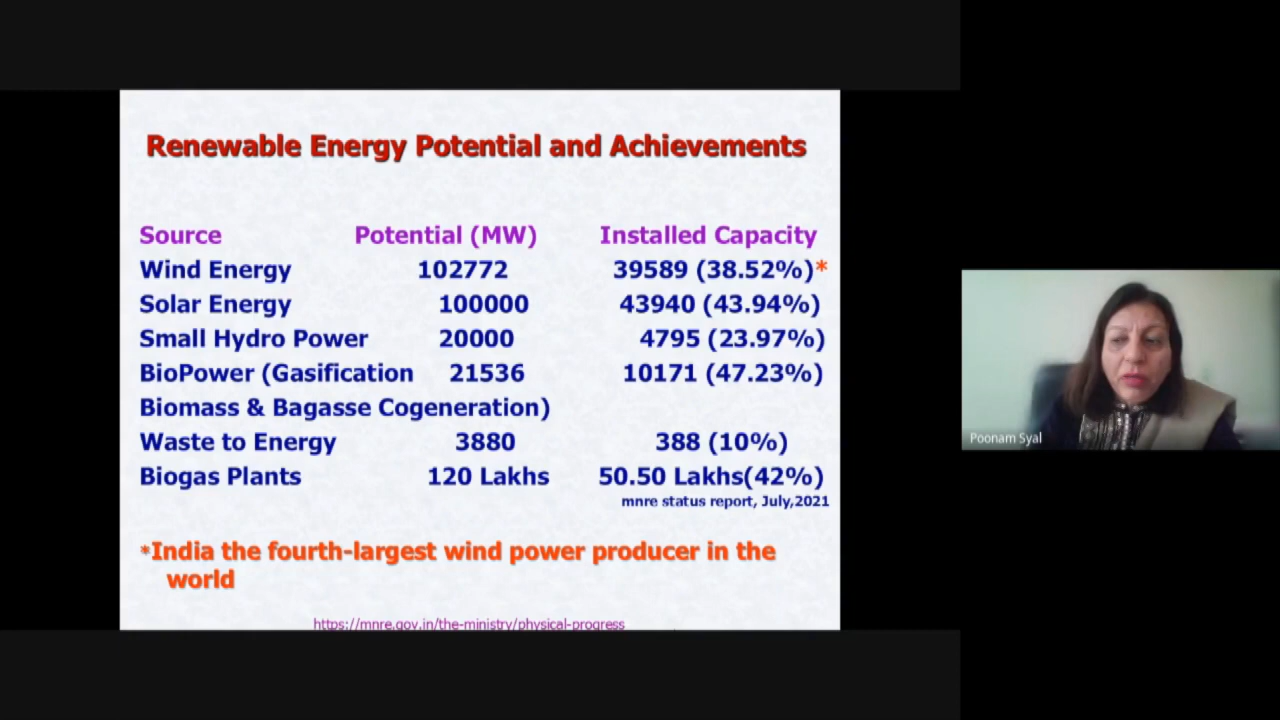 Renewable Energy Potential and Achievements
Source Potential (MW) Installed Capacity
Wind Energy 102772 39589 (38.52%)*
Solar Energy 100000 43940 (43.94%)
Small Hydro Power 20000 4795 (23.97%)
BioPower (Gasification 21536 10171 (47.23%)
Biomass & Bagasse Cogeneration)
Waste to Energy 3880 388 (10%)
Biogas Plants 120 Lakhs 50.50 Lakhs(42%)
mnre status report, July,2021
*India the fourth-largest wind power producer in the
world
https://mnre.gov.in/the-ministry/physical-progress
Poonam Syal